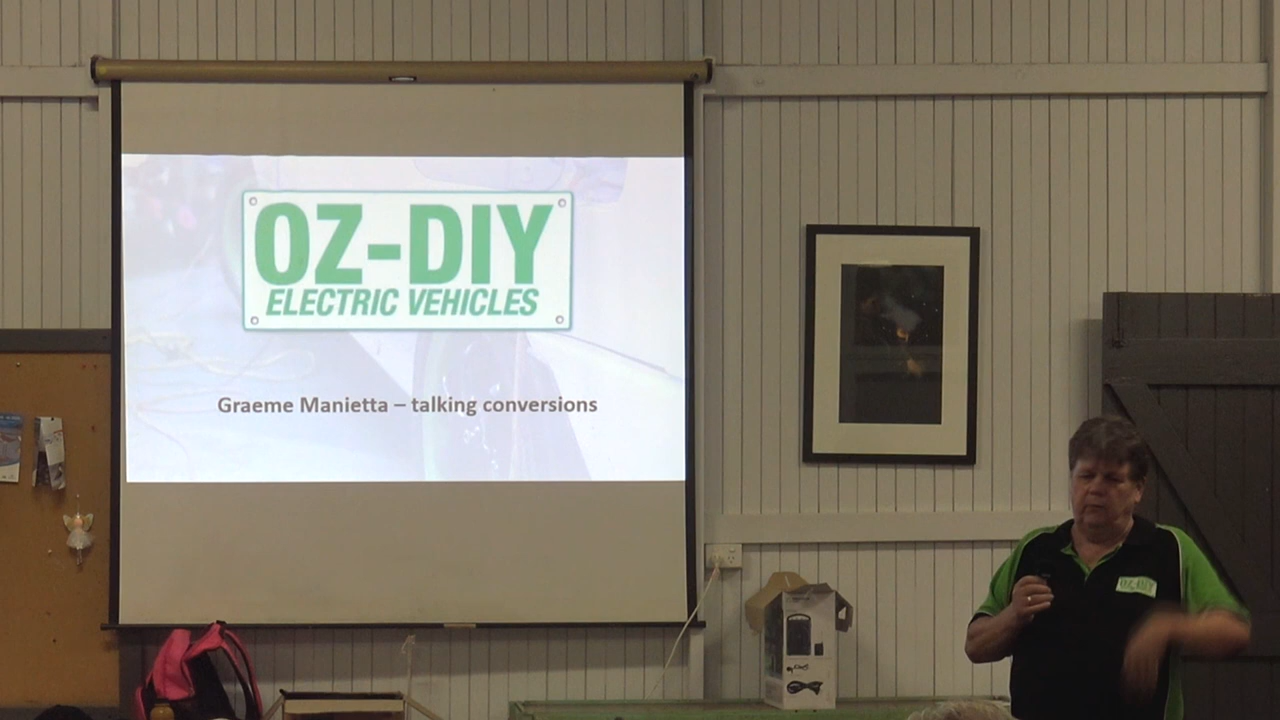 OZ-DIY
ELECTRIC VEHICLES
Graeme Manietta – talking conversions
OZ-DIY